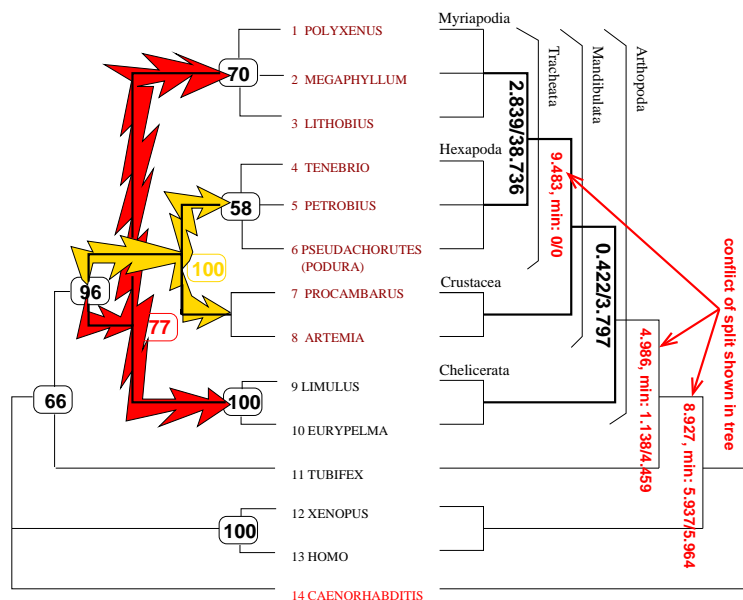 Myriapodia
1 POLYXENUS
2 MEGAPHYLLUM
3 LITHOBIUS
Hexapoda
4 TENEBRIO
5 PETROBIUS
6 PSEUDACHORUTES
(PODURA)
7 PROCAMBARUS
Crustacea
8 ARTEMIA
9 LIMULUS
Chelicerata
10 EURYPELMA
11 TUBIFEX
12 XENOPUS
13 HOMO
14 CAENORHABDITIS
70
58
100
96
77
100
66
100
Tracheata
Mandibulata
Arthopoda
2.839/38.736
9.483, min: 0/0
0.422/3.797
4.986, min: 1.138/4.459
8.927, min: 5.937/5.964
conflict of split shown in tree